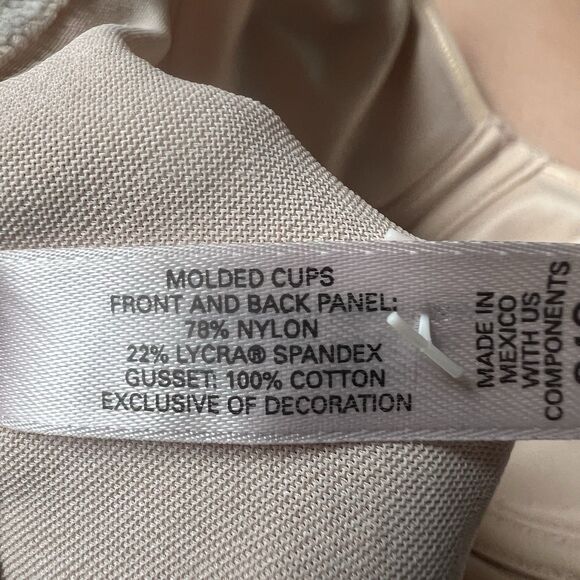 MOLDED CUPS
FRONT AND BACK PANEL:
78% NYLON
22% LYCRA® SPANDEX
GUSSET: 100% COTTON
EXCLUSIVE OF DECORATION
MADE IN
MEXICO
WITH US
COMPONENTS